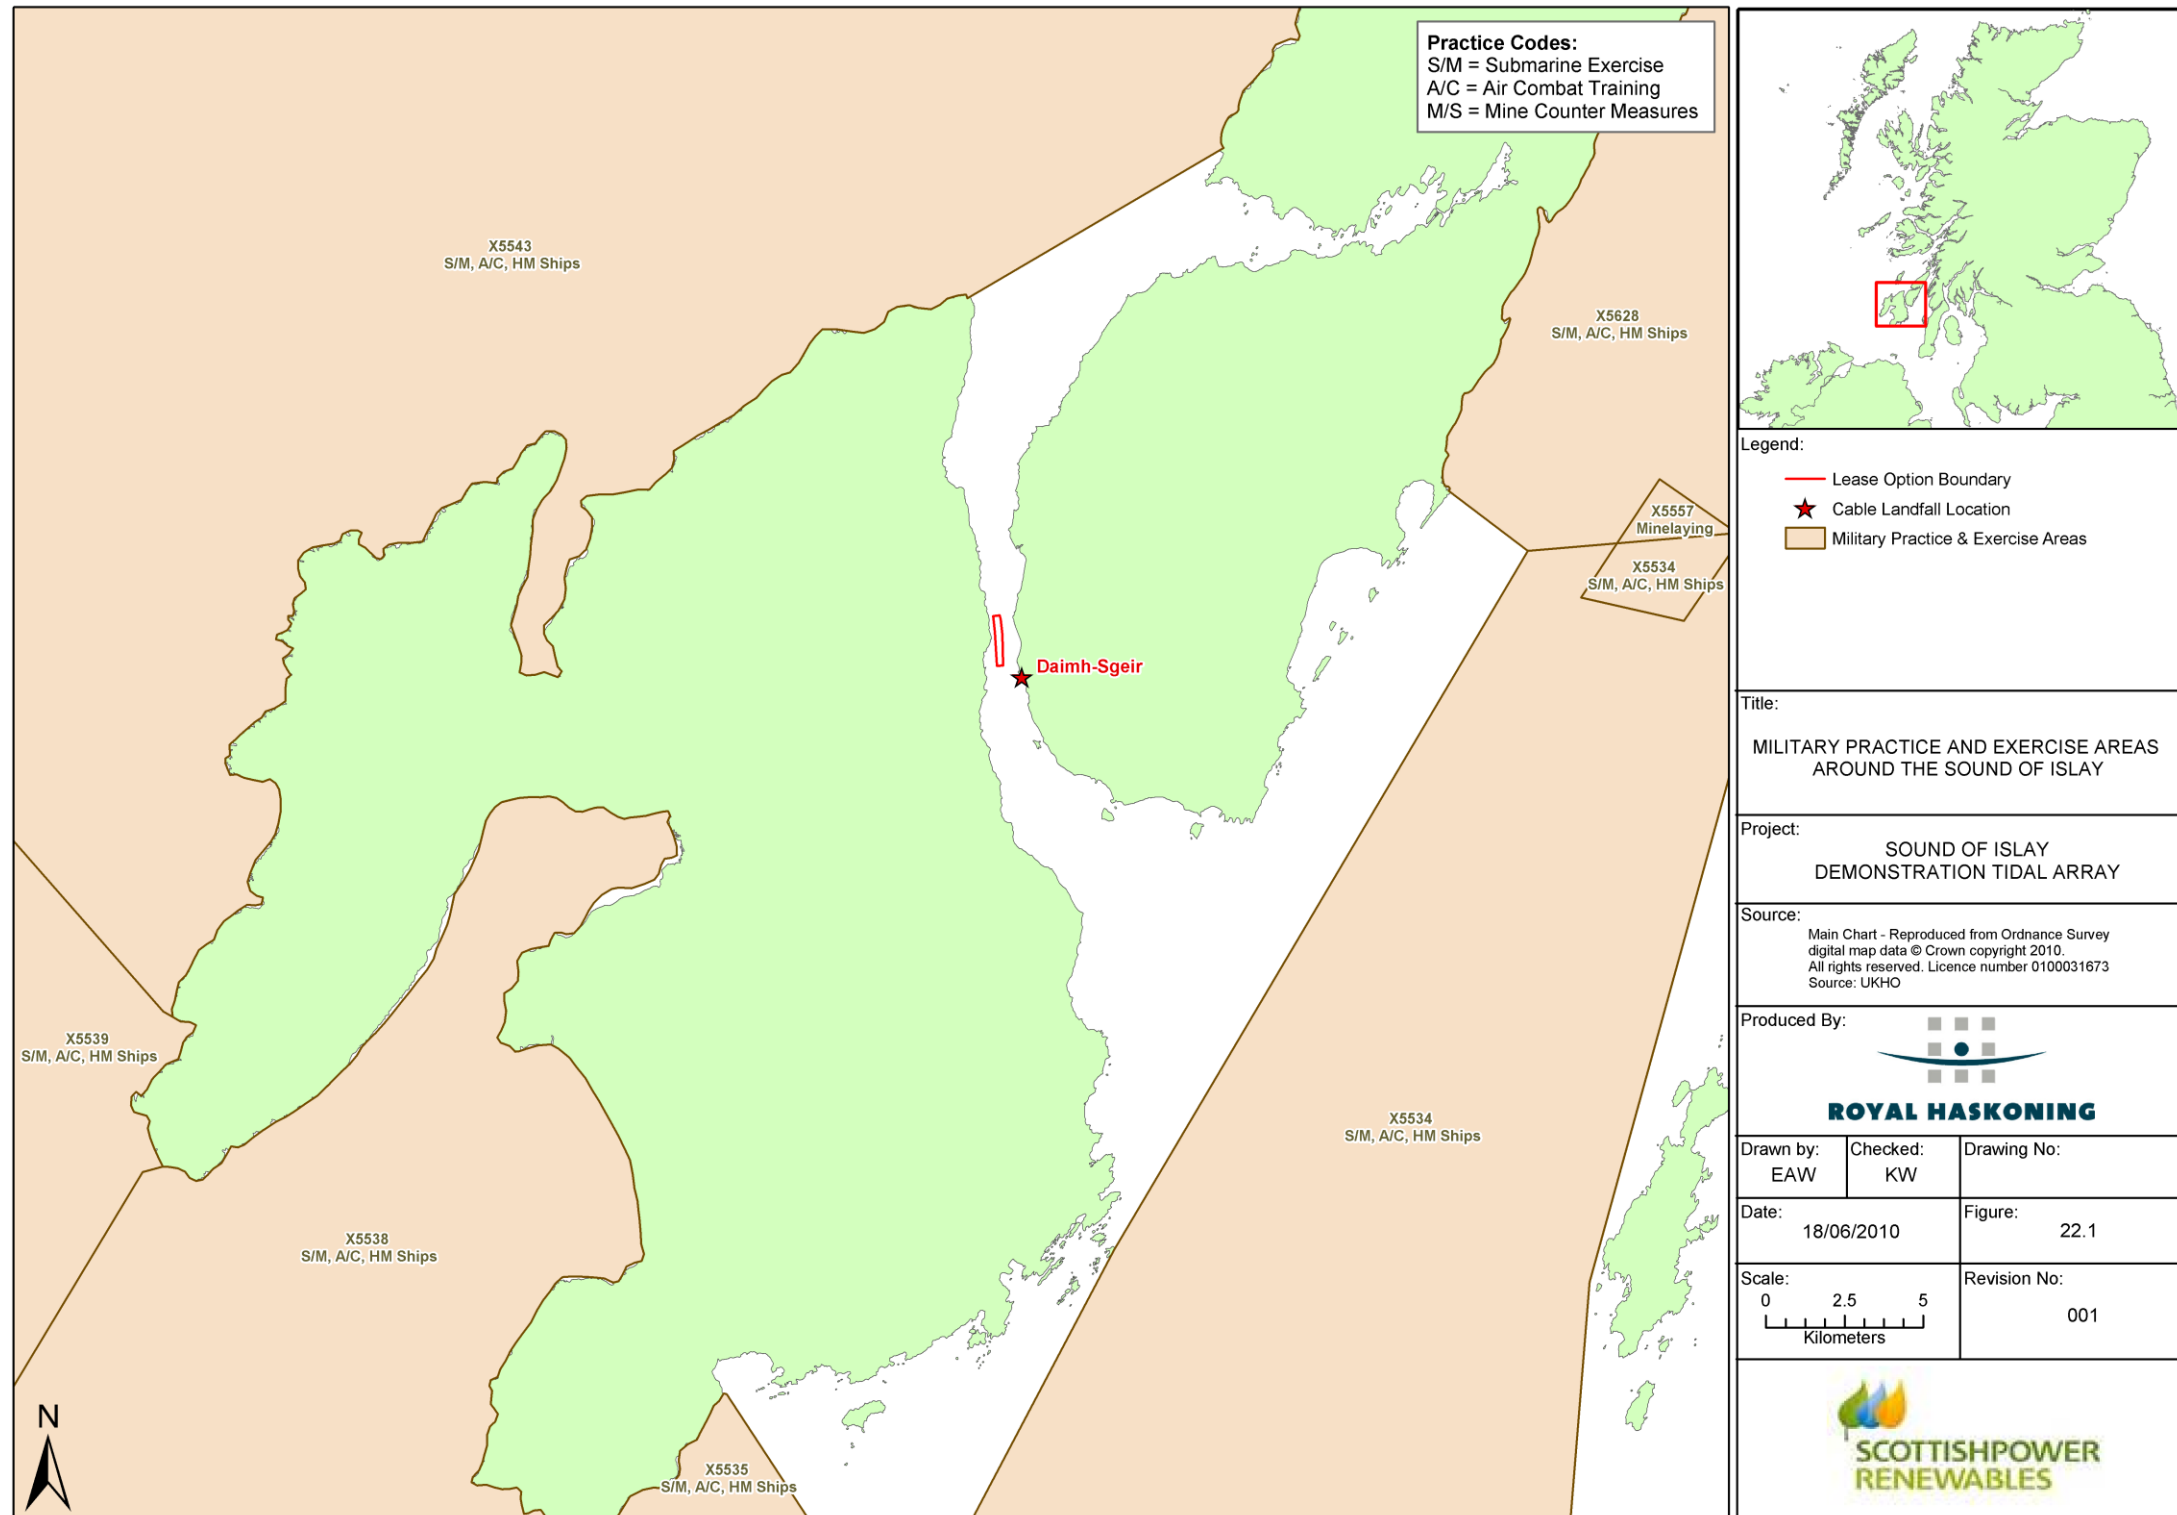 Practice Codes:
S/M = Submarine Exercise
A/C = Air Combat Training
M/S = Mine Counter Measures
X5543
S/M, A/C, HM Ships
X5628
S/M, A/C, HM Ships
X5557
Minelaying
X5534
S/M, A/C, HM Ships
Daimh-Sgeir
X5539
S/M, A/C, HM Ships
X5534
S/M, A/C, HM Ships
X5538
S/M, A/C, HM Ships
X5535
S/M, A/C, HM Ships
N
Legend:
Lease Option Boundary
Cable Landfall Location
Military Practice & Exercise Areas
Title:
MILITARY PRACTICE AND EXERCISE AREAS
AROUND THE SOUND OF ISLAY
Project:
SOUND OF ISLAY
DEMONSTRATION TIDAL ARRAY
Source:
Main Chart - Reproduced from Ordnance Survey
digital map data © Crown copyright 2010.
All rights reserved. Licence number 0100031673
Source: UKHO
Produced By:
ROYAL HASKONING
Drawn by: Checked: Drawing No:
EAW KW
Date: Figure:
18/06/2010 22.1
Scale: Revision No:
0 2.5 5
001
Kilometers
SCOTTISHPOWER
RENEWABLES